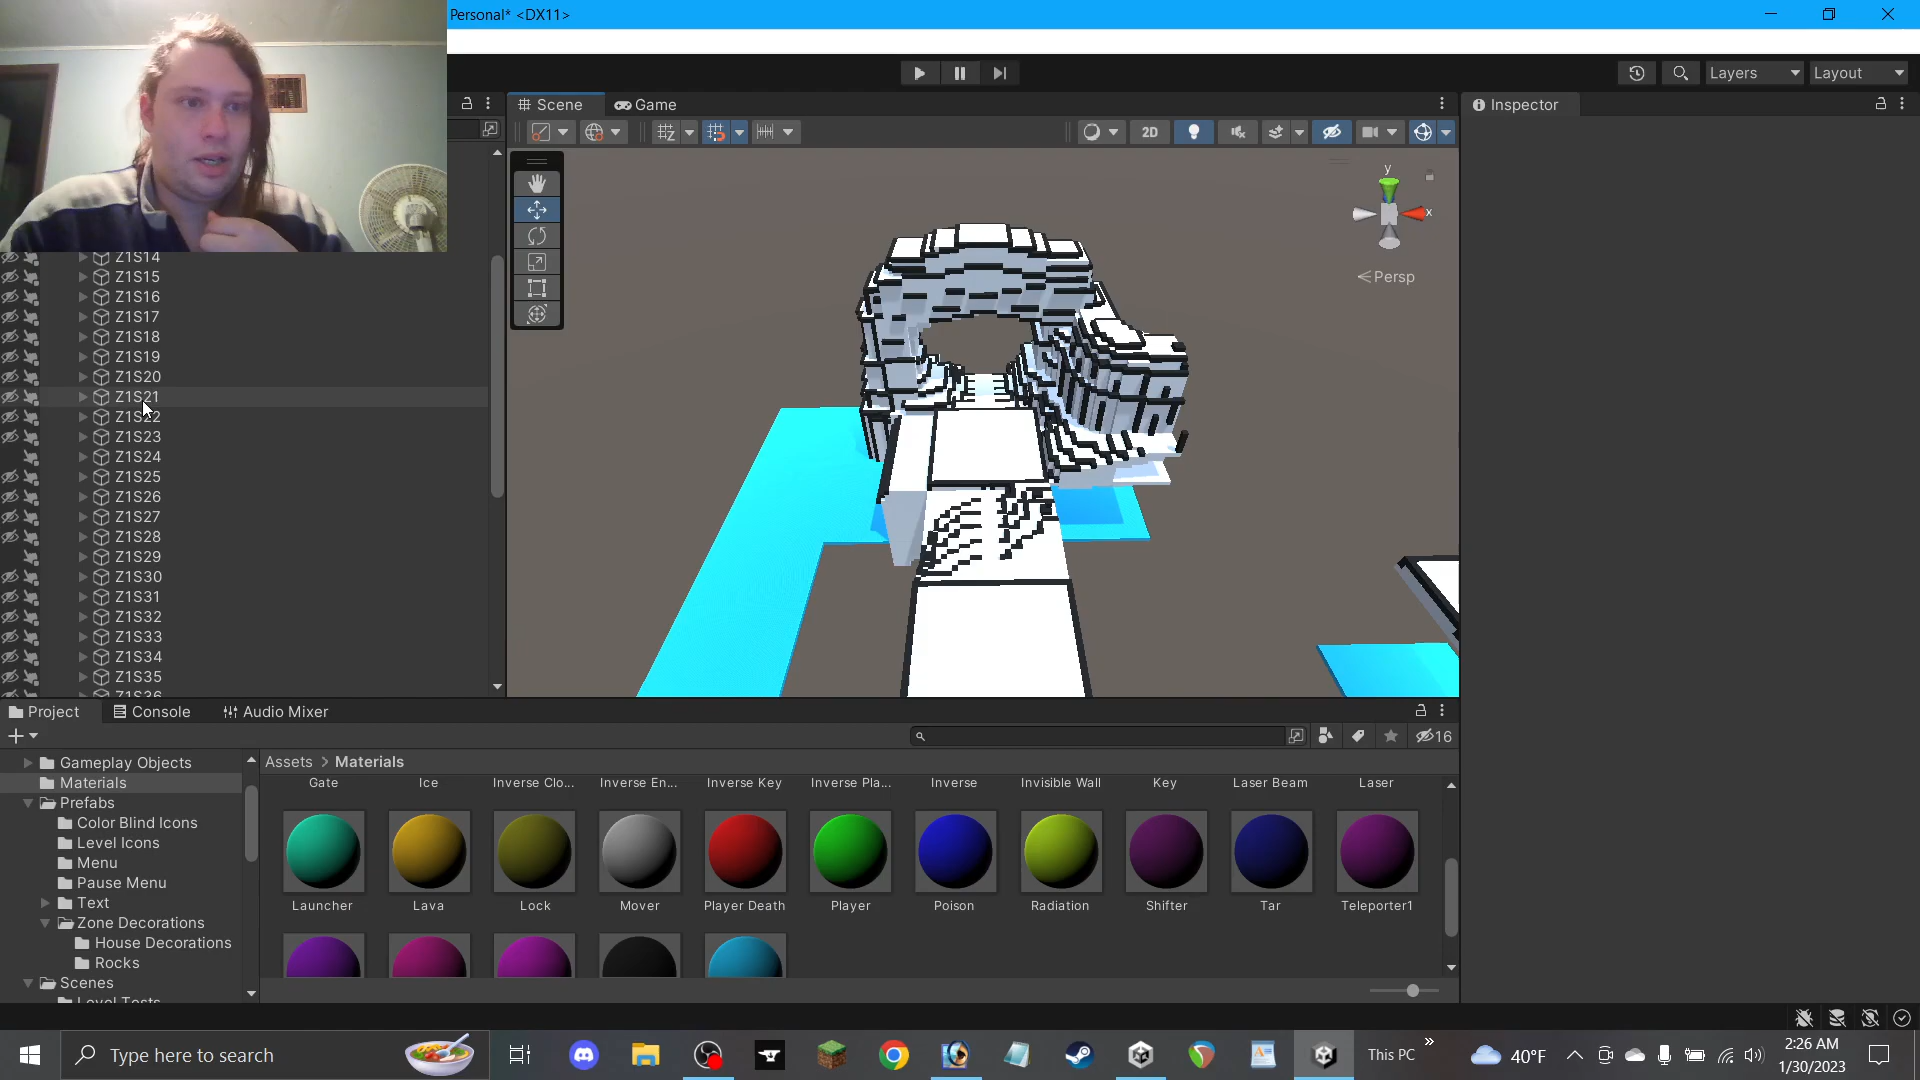 Personal* <DX11>
Layers
Layout
Scene
Game
Inspector
2D
y
x
Persp
Z1S14
Z1S15
Z1S16
Z1S17
Z1S18
Z1S19
Z1S20
Z1S21
Z1S22
Z1S23
Z1S24
Z1S25
Z1S26
Z1S27
Z1S28
Z1S29
Z1S30
Z1S31
Z1S32
Z1S33
Z1S34
Z1S35
Z1S36
Project
Console
Audio Mixer
16
Gameplay Objects
Materials
Prefabs
Color Blind Icons
Level Icons
Menu
Pause Menu
Text
Zone Decorations
House Decorations
Rocks
Scenes
Level Tests
Assets > Materials
Gate
Ice
Inverse Clo...
Inverse En...
Inverse Key
Inverse Pla...
Inverse
Invisible Wall
Key
Laser Beam
Laser
Launcher
Lava
Lock
Mover
Player Death
Player
Poison
Radiation
Shifter
Tar
Teleporter1
Type here to search
This PC
»
40°F
2:26 AM
1/30/2023